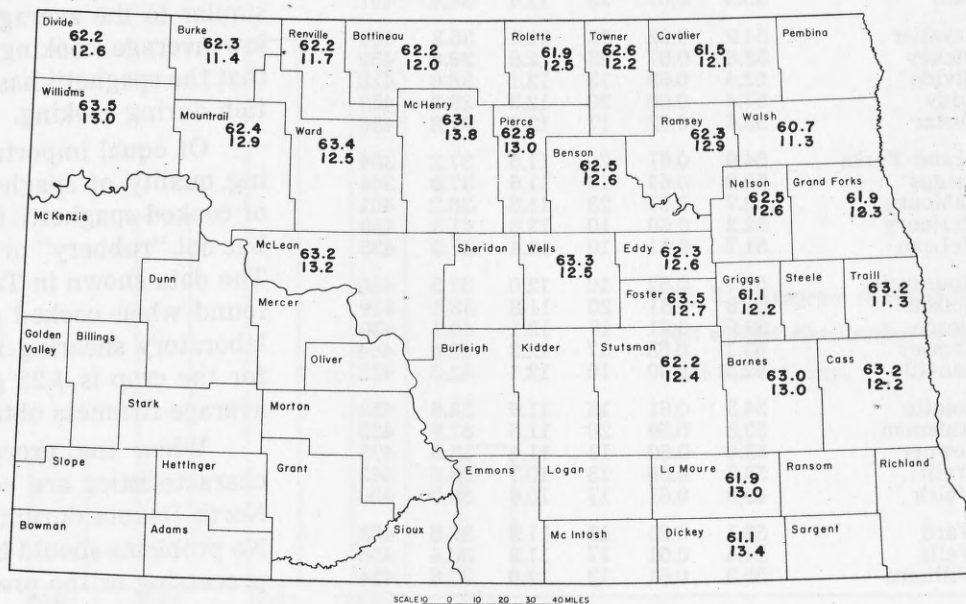 Divide
62.2
12.6
Burke
62.3
11.4
Renville
62.2
11.7
Bottineau
62.2
12.0
Rolette
61.9
12.5
Towner
62.6
12.2
Cavalier
61.5
12.1
Pembina
Williams
63.5
13.0
Mountrail
62.4
12.9
Ward
63.4
12.5
Mc Henry
63.1
13.8
Pierce
62.8
13.0
Benson
62.5
12.6
Ramsey
62.3
12.9
Walsh
60.7
11.3
Nelson
62.5
12.6
Grand Forks
61.9
12.3
Mc Kenzie
Dunn
McLean
63.2
13.2
Mercer
Sheridan
Wells
63.3
12.5
Eddy
62.3
12.6
Foster
63.5
12.7
Griggs
61.1
12.2
Steele
Traill
63.2
11.3
Golden
Valley
Billings
Oliver
Burleigh
Kidder
Stutsman
62.2
12.4
Barnes
63.0
13.0
Cass
63.2
12.2
Stark
Morton
Slope
Hettinger
Grant
Emmons
Logan
La Moure
61.9
13.0
Ransom
Richland
Bowman
Adams
Sioux
Mc Intosh
Dickey
61.1
13.4
Sargent
SCALE 10 0 10 20 30 40 MILES